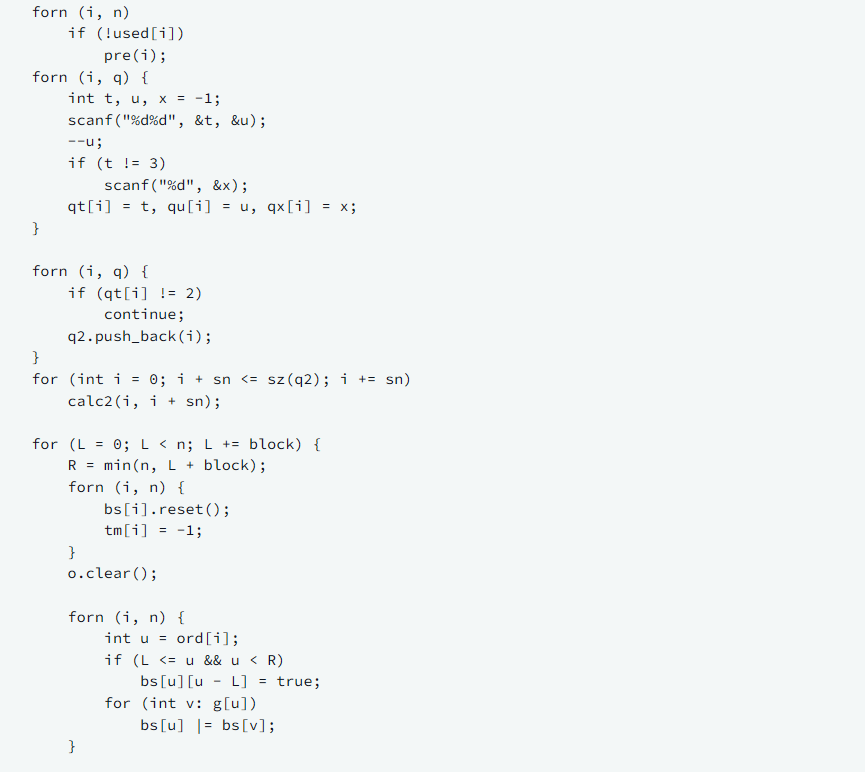 forn (i, n)
    if (!used[i])
        pre(i);
forn (i, q) {
    int t, u, x = -1;
    scanf("%d%d", &t, &u);
    --u;
    if (t != 3)
        scanf("%d", &x);
    qt[i] = t, qu[i] = u, qx[i] = x;
}

forn (i, q) {
    if (qt[i] != 2)
        continue;
    q2.push_back(i);
}
for (int i = 0; i + sn <= sz(q2); i += sn)
    calc2(i, i + sn);

for (L = 0; L < n; L += block) {
    R = min(n, L + block);
    forn (i, n) {
        bs[i].reset();
        tm[i] = -1;
    }
    o.clear();

    forn (i, n) {
        int u = ord[i];
        if (L <= u && u < R)
            bs[u][u - L] = true;
        for (int v: g[u])
            bs[u] |= bs[v];
    }